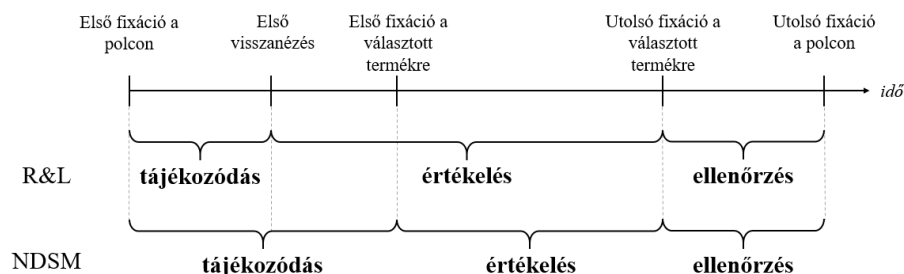 Első fixáció a
polcon
Első
visszanézés
Első fixáció a
választott
termékre
Utolsó fixáció a
választott
termékre
Utolsó fixáció
a polcon
idő
R&L
tájékozódás
értékelés
ellenőrzés
NDSM
tájékozódás
értékelés
ellenőrzés